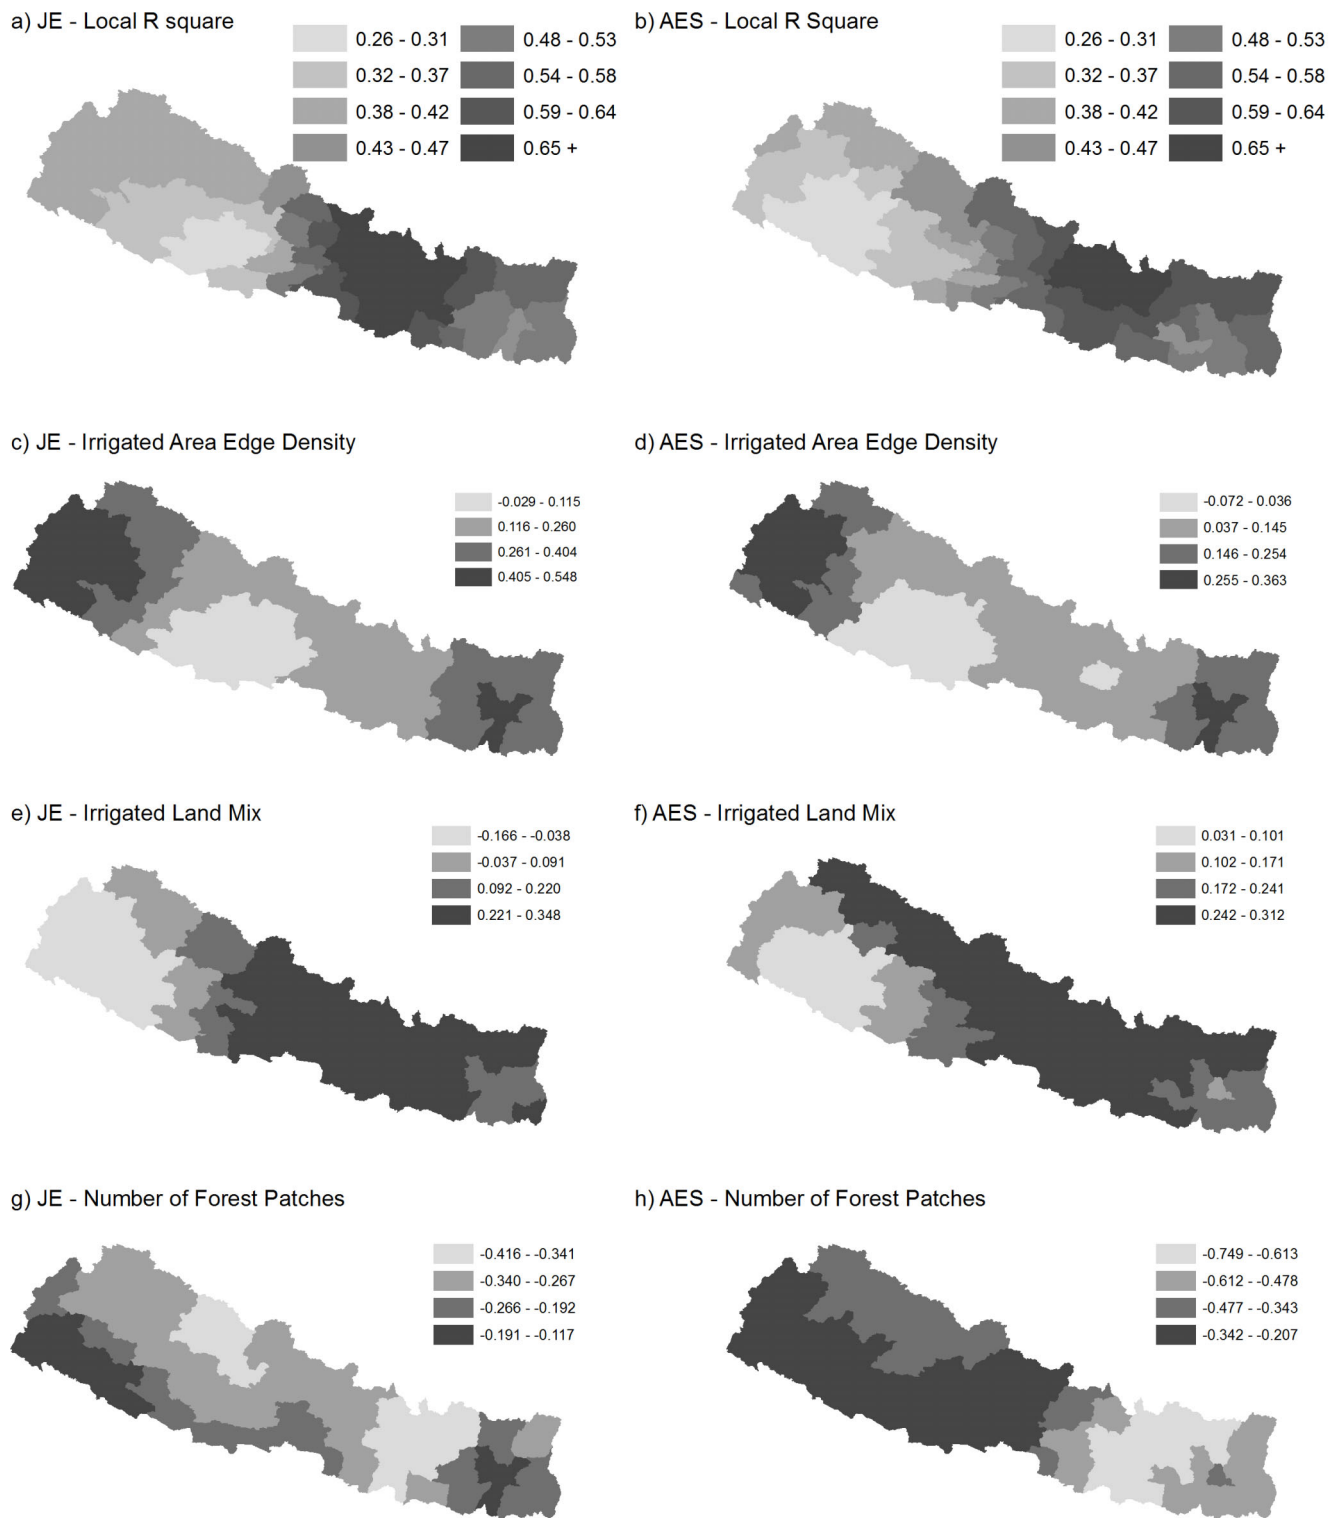 a) JE - Local R square
0.26 - 0.31
0.48 - 0.53
0.32 - 0.37
0.54 - 0.58
0.38 - 0.42
0.59 - 0.64
0.43 - 0.47
0.65 +
b) AES - Local R Square
0.26 - 0.31
0.48 - 0.53
0.32 - 0.37
0.54 - 0.58
0.38 - 0.42
0.59 - 0.64
0.43 - 0.47
0.65 +
c) JE - Irrigated Area Edge Density
-0.029 - 0.115
0.116 - 0.260
0.261 - 0.404
0.405 - 0.548
d) AES - Irrigated Area Edge Density
-0.072 - 0.036
0.037 - 0.145
0.146 - 0.254
0.255 - 0.363
e) JE - Irrigated Land Mix
-0.166 - -0.038
-0.037 - 0.091
0.092 - 0.220
0.221 - 0.348
f) AES - Irrigated Land Mix
0.031 - 0.101
0.102 - 0.171
0.172 - 0.241
0.242 - 0.312
g) JE - Number of Forest Patches
-0.416 - -0.341
-0.340 - -0.267
-0.266 - -0.192
-0.191 - -0.117
h) AES - Number of Forest Patches
-0.749 - -0.613
-0.612 - -0.478
-0.477 - -0.343
-0.342 - -0.207